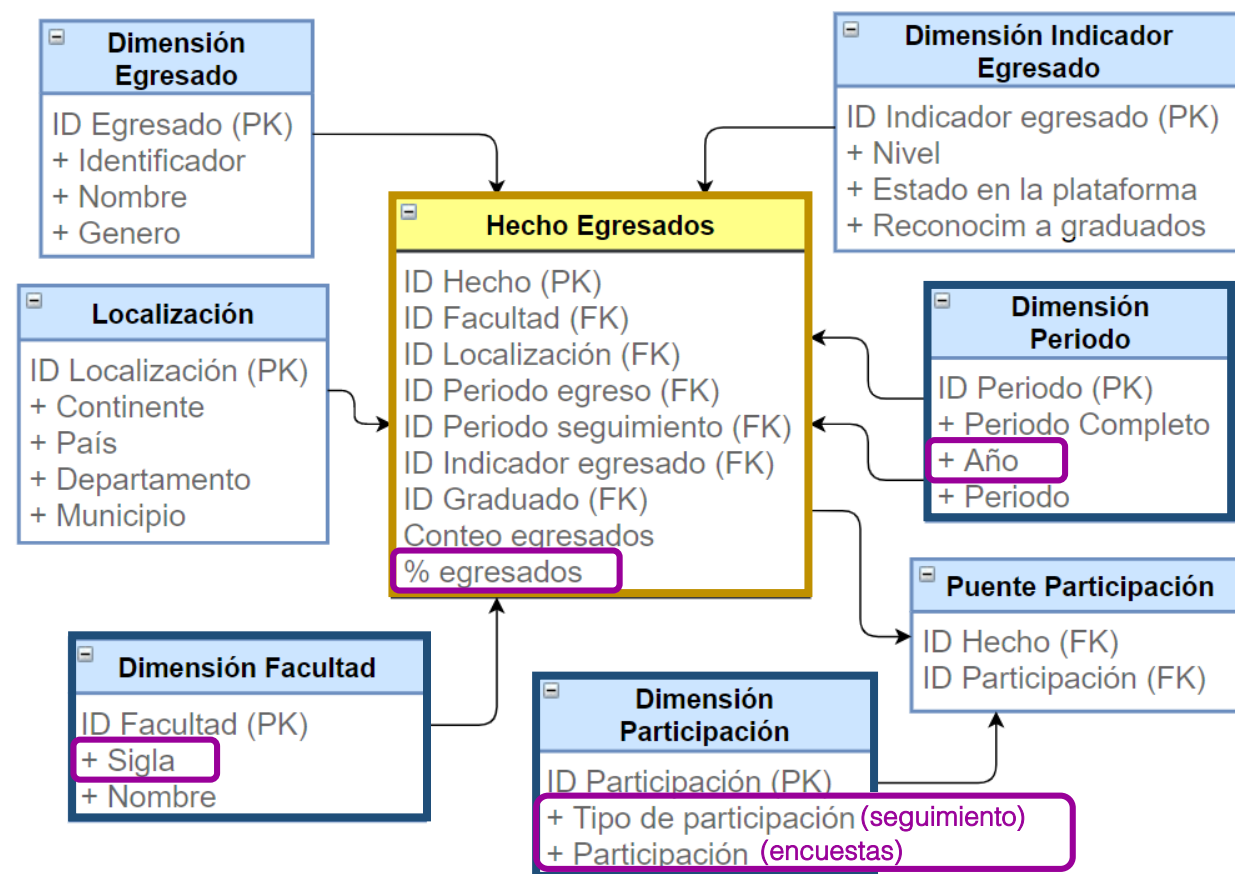 Dimensión
Egresado
ID Egresado (PK)
+ Identificador
+ Nombre
+ Genero
Dimensión Indicador
Egresado
ID Indicador egresado (PK)
+ Nivel
+ Estado en la plataforma
+ Reconocim a graduados
Hecho Egresados
ID Hecho (PK)
ID Facultad (FK)
ID Localización (FK)
ID Periodo egreso (FK)
ID Periodo seguimiento (FK)
ID Indicador egresado (FK)
ID Graduado (FK)
Conteo egresados
% egresados
Localización
ID Localización (PK)
+ Continente
+ País
+ Departamento
+ Municipio
Dimensión
Periodo
ID Periodo (PK)
+ Periodo Completo
+ Año
+ Periodo
Puente Participación
ID Hecho (FK)
ID Participación (FK)
Dimensión Facultad
ID Facultad (PK)
+ Sigla
+ Nombre
Dimensión
Participación
ID Participación (PK)
+ Tipo de participación (seguimiento)
+ Participación (encuestas)